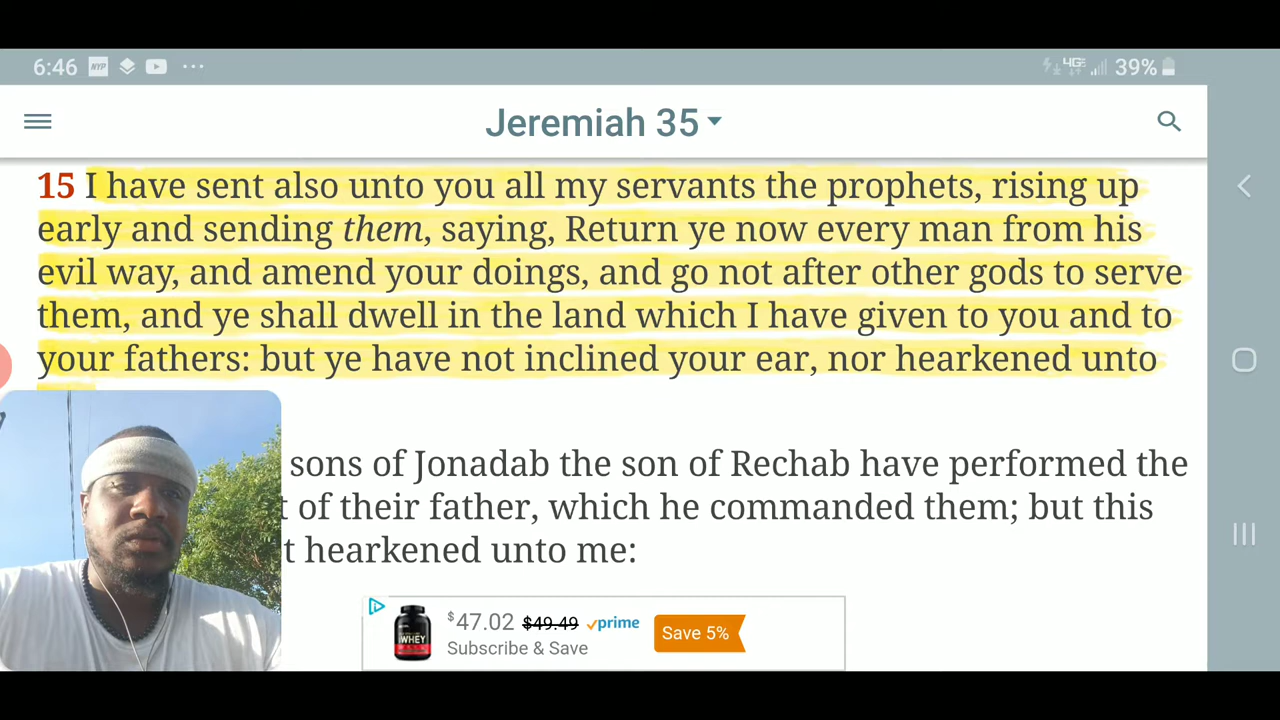 6:46 NYP ... 4GE 39%
Jeremiah 35
15 I have sent also unto you all my servants the prophets, rising up
early and sending them, saying, Return ye now every man from his
evil way, and amend your doings, and go not after other gods to serve
them, and ye shall dwell in the land which I have given to you and to
your fathers: but ye have not inclined your ear, nor hearkened unto
sons of Jonadab the son of Rechab have performed the
t of their father, which he commanded them; but this
t hearkened unto me:
$47.02 $49.49 prime
Subscribe & Save
Save 5%
WHEY